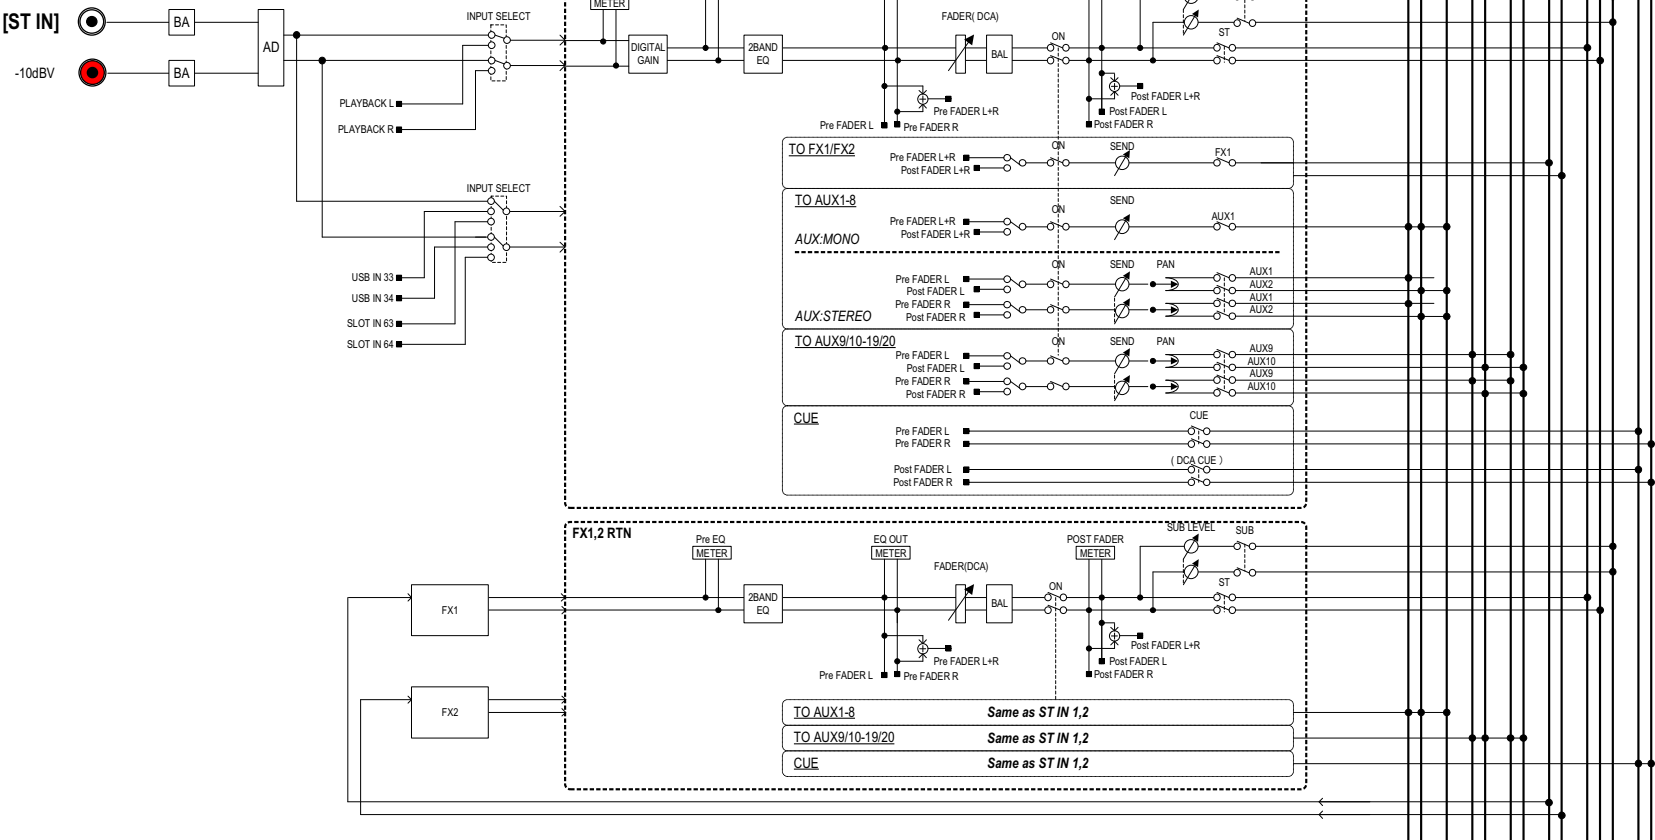 METER
[ST IN]
BA
AD
-10dBV
BA
INPUT SELECT
PLAYBACK L
PLAYBACK R
DIGITAL
GAIN
2BAND
EQ
FADER( DCA)
BAL
ON
ST
Pre FADER L+R
Pre FADER L
Pre FADER R
Post FADER L+R
Post FADER L
Post FADER R
INPUT SELECT
USB IN 33
USB IN 34
SLOT IN 63
SLOT IN 64
TO FX1/FX2
Pre FADER L+R
Post FADER L+R
ON
SEND
FX1
TO AUX1-8
Pre FADER L+R
Post FADER L+R
ON
SEND
AUX1
AUX:MONO
ON
SEND
PAN
Pre FADER L
Post FADER L
Pre FADER R
Post FADER R
AUX1
AUX2
AUX1
AUX2
AUX:STEREO
TO AUX9/10-19/20
ON
SEND
PAN
Pre FADER L
Post FADER L
Pre FADER R
Post FADER R
AUX9
AUX10
AUX9
AUX10
CUE
CUE
Pre FADER L
Pre FADER R
( DCA CUE )
Post FADER L
Post FADER R
FX1,2 RTN
Pre EQ
METER
EQ OUT
METER
POST FADER
METER
SUB LEVEL
SUB
FX1
2BAND
EQ
FADER(DCA)
BAL
ON
ST
Pre FADER L+R
Pre FADER L
Pre FADER R
Post FADER L+R
Post FADER L
Post FADER R
FX2
TO AUX1-8 Same as ST IN 1,2
TO AUX9/10-19/20 Same as ST IN 1,2
CUE Same as ST IN 1,2